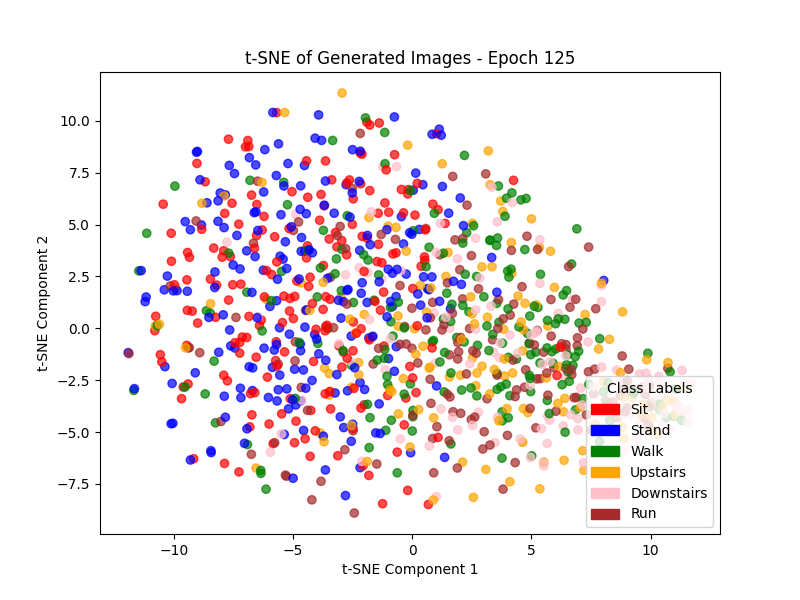 t-SNE of Generated Images - Epoch 125
t-SNE Component 2
10.0
7.5
5.0
2.5
0.0
−2.5
−5.0
−7.5
Class Labels
Sit
Stand
Walk
Upstairs
Downstairs
Run
−10
−5
0
5
10
t-SNE Component 1